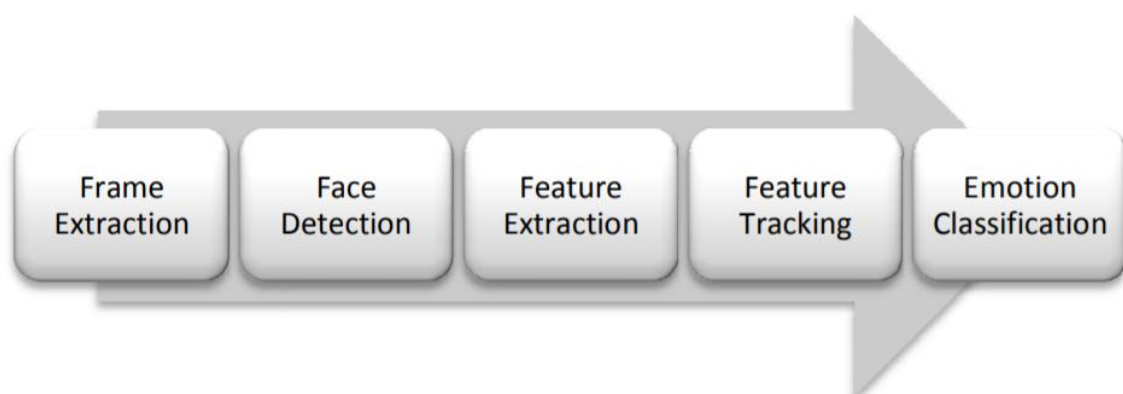 Frame
Extraction
Face
Detection
Feature
Extraction
Feature
Tracking
Emotion
Classification